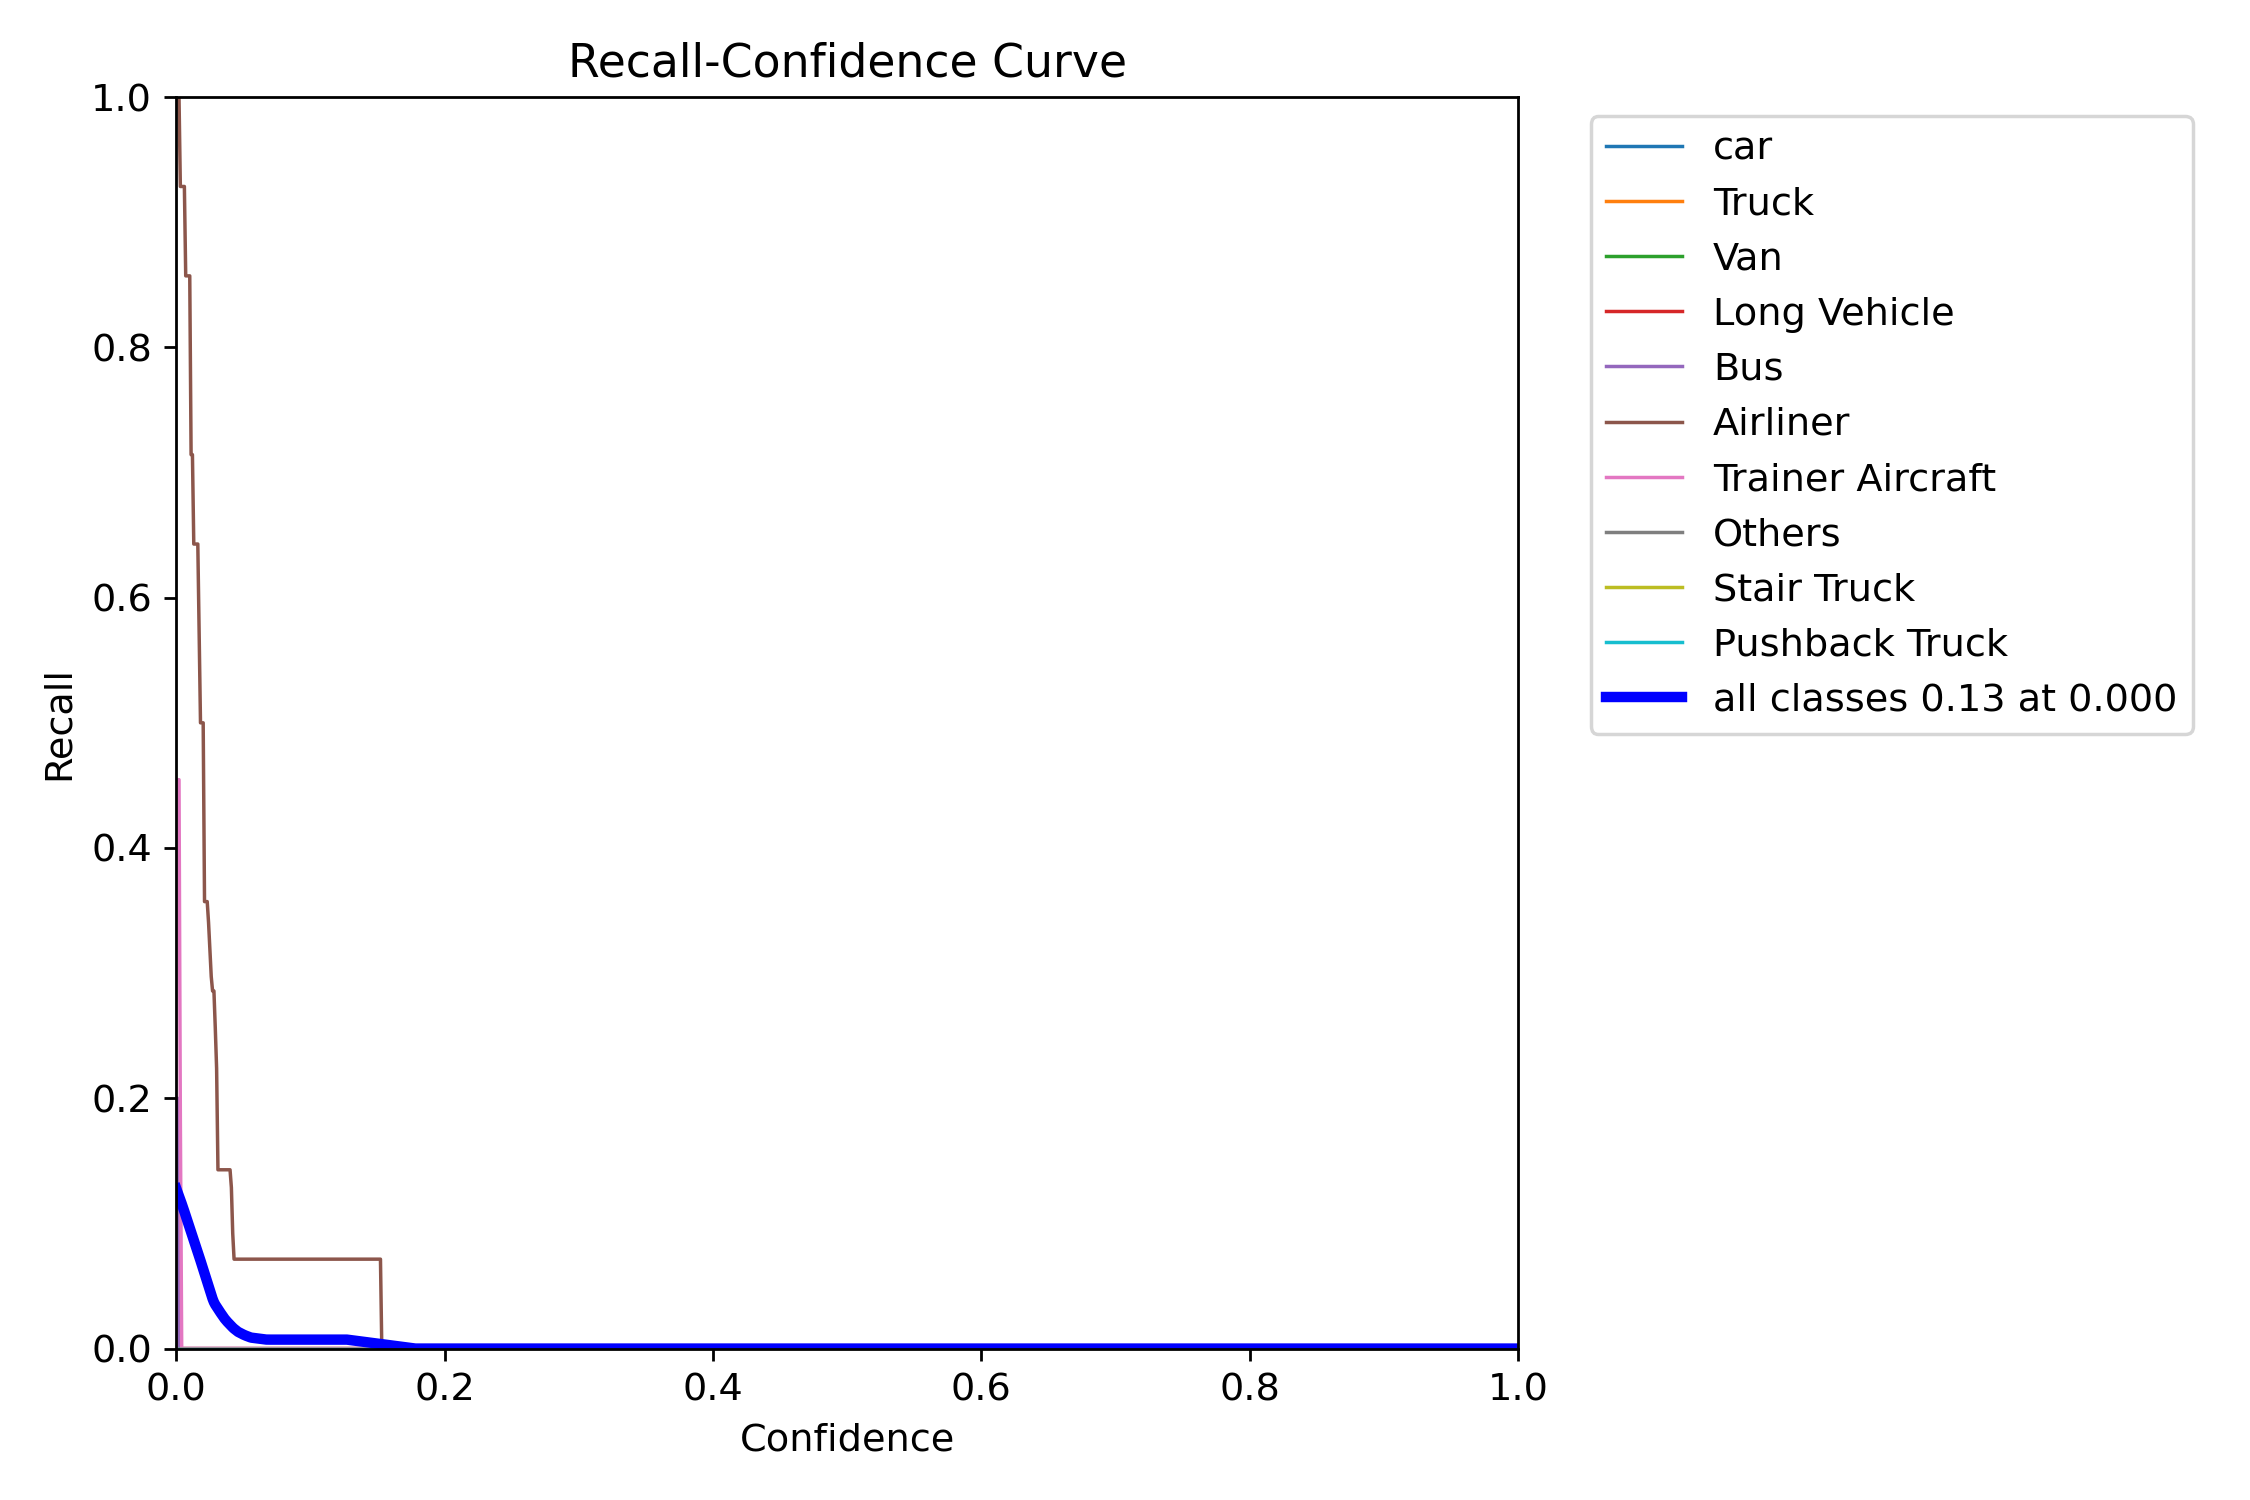 Recall-Confidence Curve
1.0
0.8
0.6
0.4
0.2
0.0
Recall
0.0 0.2 0.4 0.6 0.8 1.0
Confidence
car
Truck
Van
Long Vehicle
Bus
Airliner
Trainer Aircraft
Others
Stair Truck
Pushback Truck
all classes 0.13 at 0.000